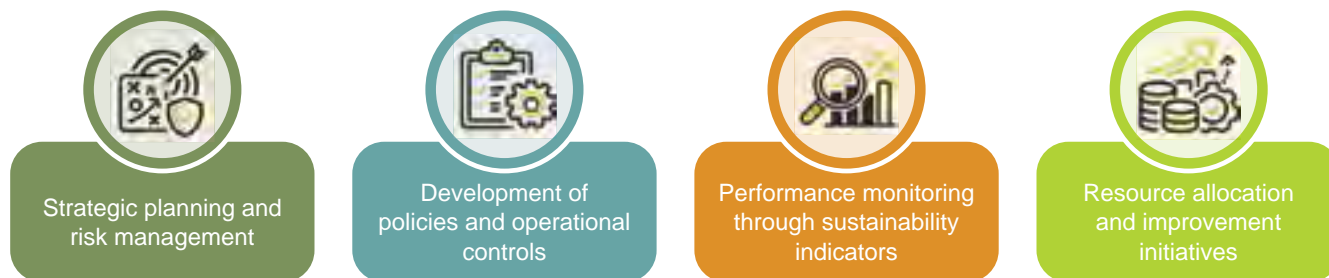 Strategic planning and
risk management
Development of
policies and operational
controls
Performance monitoring
through sustainability
indicators
Resource allocation
and improvement
initiatives